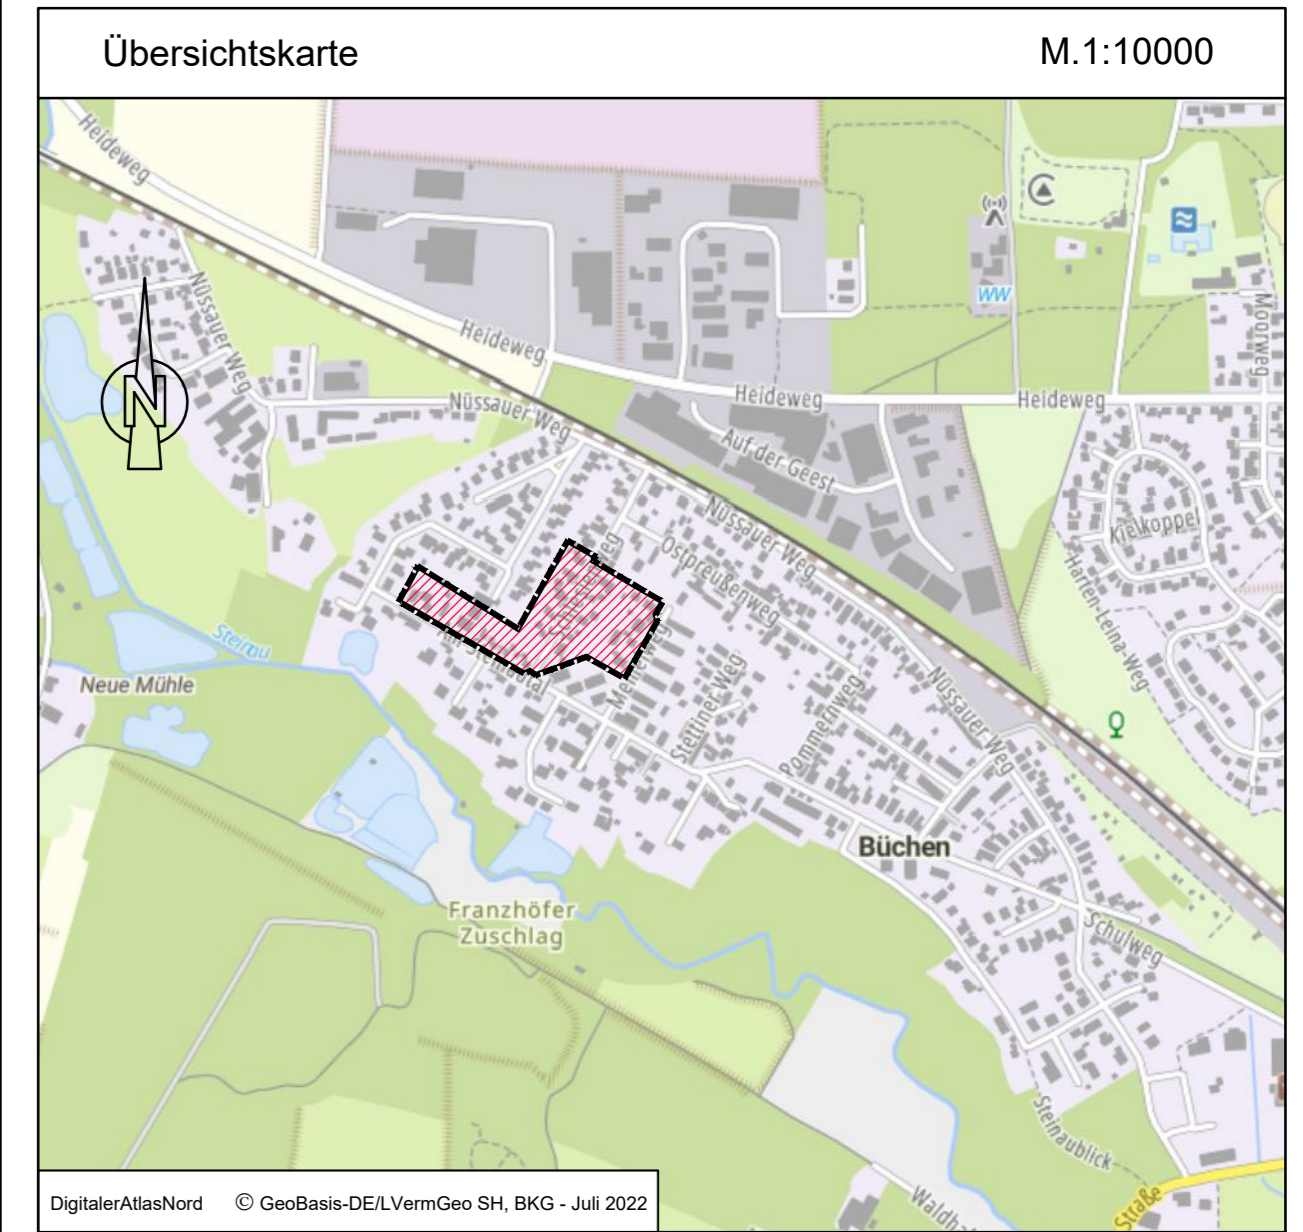 Übersichtskarte
M.1:10000
Heideweg
Nüssauer Weg
Heideweg
Nüssauer Weg
Heideweg
Heideweg
WW
Moorweg
Auf der Geest
Kielkoppel
Nüssauer Weg
Ostpreußenweg
Harten-Leina-Weg
N
Steinau
Neue Mühle
Stettiner Weg
Pommernweg
Nüssauer Weg
Büchen
Franzhöfer
Zuschlag
Schulweg
Steinaublick
Straße
DigitalerAtlasNord © GeoBasis-DE/LVermGeo SH, BKG - Juli 2022